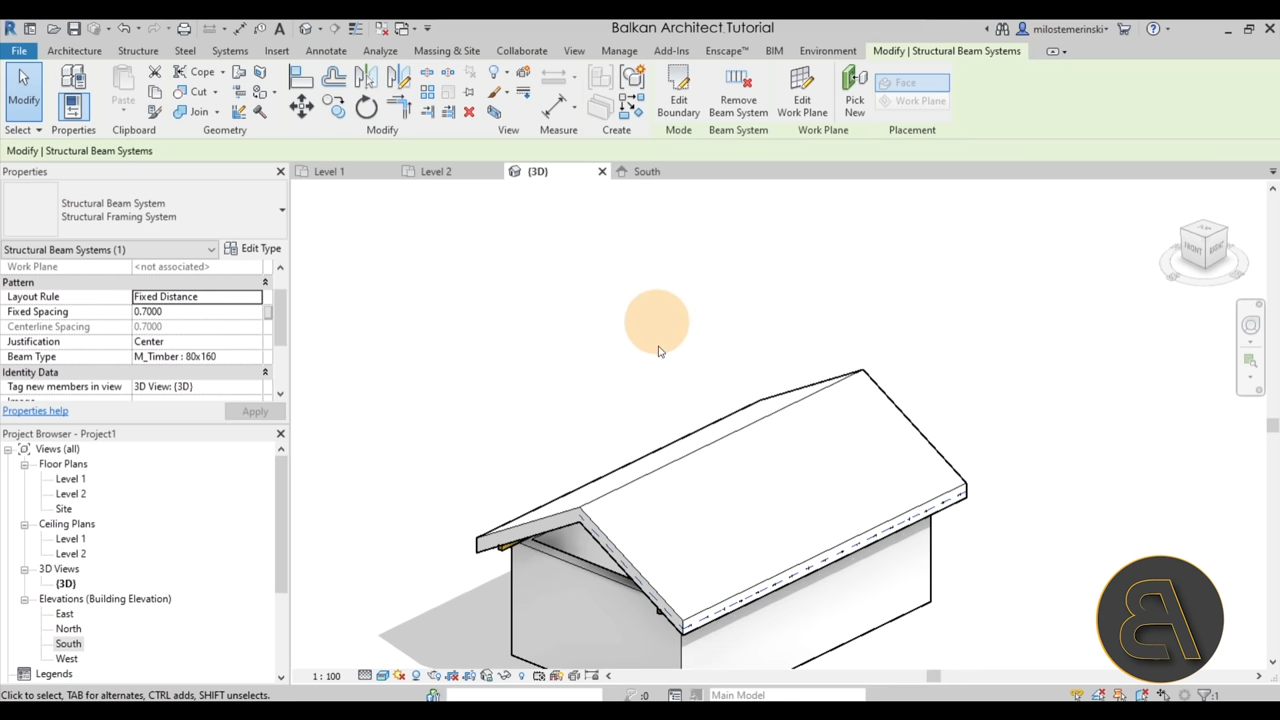 Balkan Architect Tutorial
milostemerinski
File Architecture Structure Steel Systems Insert Annotate Analyze Massing & Site Collaborate View Manage Add-Ins Enscape™ BIM Environment Modify | Structural Beam Systems
Modify
Paste
Cope
Cut
Join
Edit Boundary
Remove Beam System
Edit Work Plane
Pick New
Face
Work Plane
Select Properties Clipboard Geometry Modify View Measure Create Mode Beam System Work Plane Placement
Modify | Structural Beam Systems
Properties
Level 1 Level 2 (3D) South
Structural Beam System
Structural Framing System
Structural Beam Systems (1) Edit Type
Work Plane <not associated>
Pattern
Layout Rule Fixed Distance
Fixed Spacing 0.7000
Centerline Spacing 0.7000
Justification Center
Beam Type M_Timber : 80x160
Identity Data
Tag new members in view 3D View: {3D}
Properties help Apply
FRONT RIGHT
Project Browser - Project1
Views (all)
Floor Plans
Level 1
Level 2
Site
Ceiling Plans
Level 1
Level 2
3D Views
{3D}
Elevations (Building Elevation)
East
North
South
West
Legends
1 : 100
Click to select, TAB for alternates, CTRL adds, SHIFT unselects.
:0
Main Model
:1